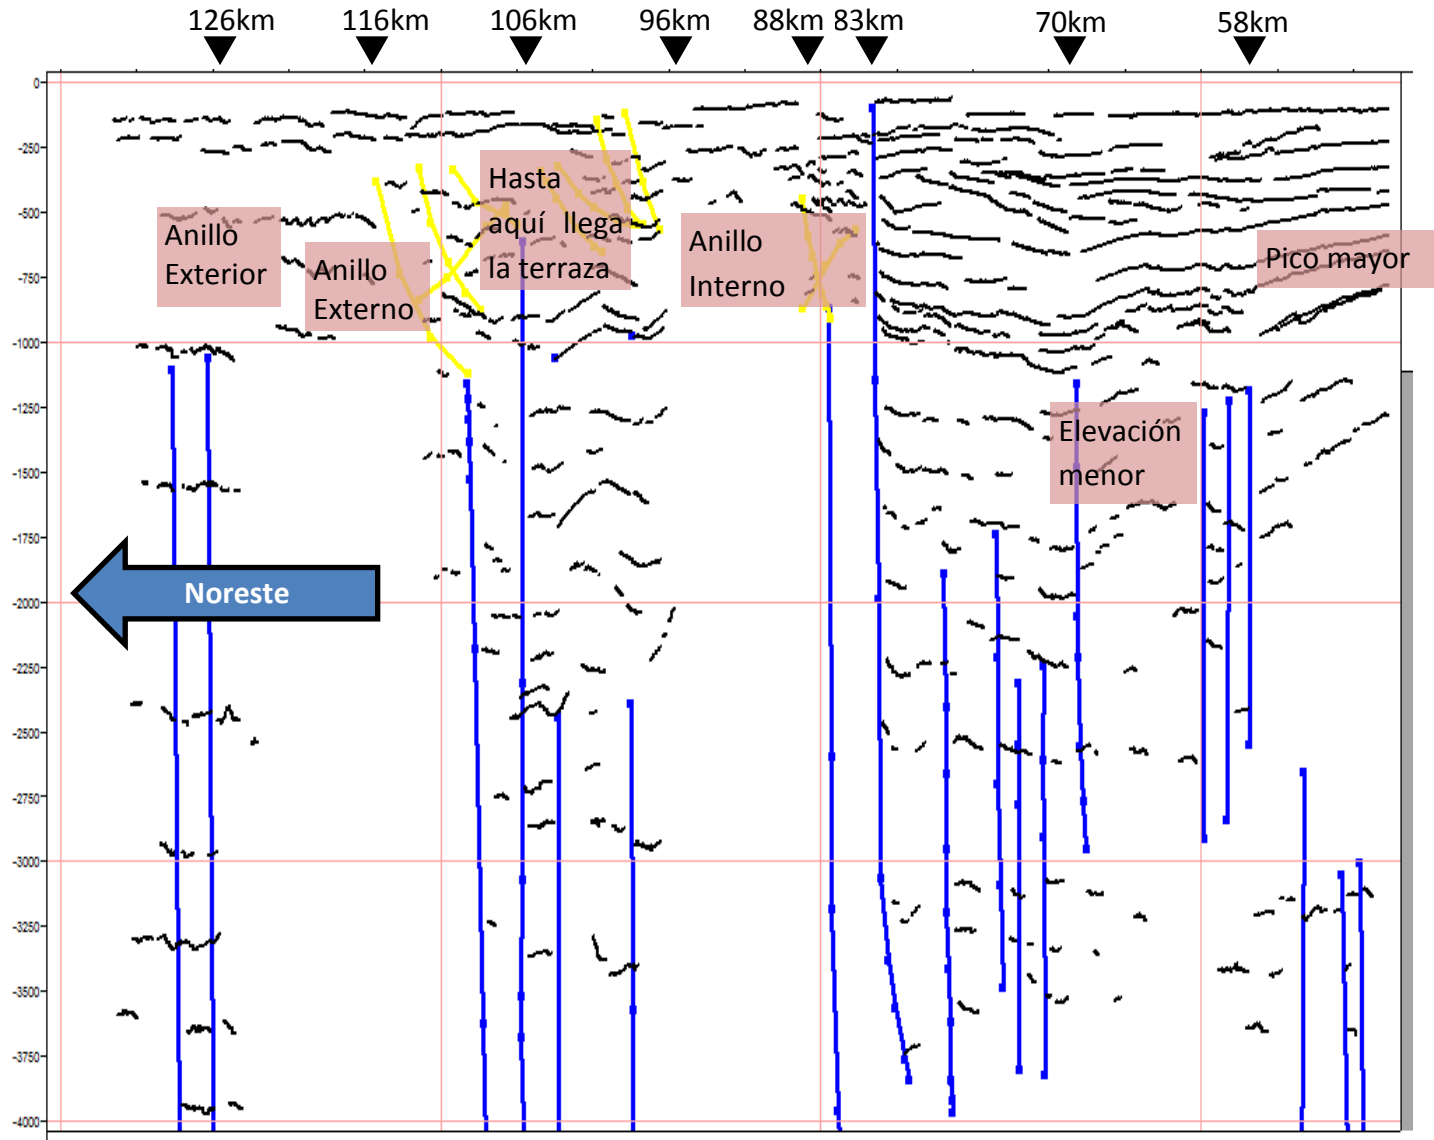 126km 116km 106km 96km 88km 83km 70km 58km
0
-250
-500
-750
-1000
-1250
-1500
-1750
-2000
-2250
-2500
-2750
-3000
-3250
-3500
-3750
-4000
Anillo
Exterior
Anillo
Externo
Hasta
aquí llega
la terraza
Anillo
Interno
Pico mayor
Elevación
menor
Noreste